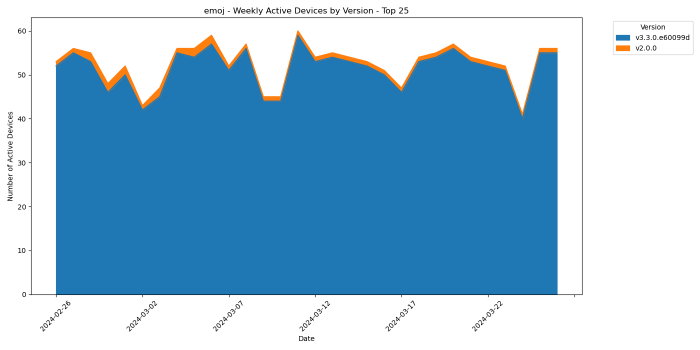 emoj - Weekly Active Devices by Version - Top 25
Version
v3.3.0.e60099d
v2.0.0
Number of Active Devices
60
50
40
30
20
10
0
2024-02-26
2024-03-02
2024-03-07
2024-03-12
2024-03-17
2024-03-22
Date